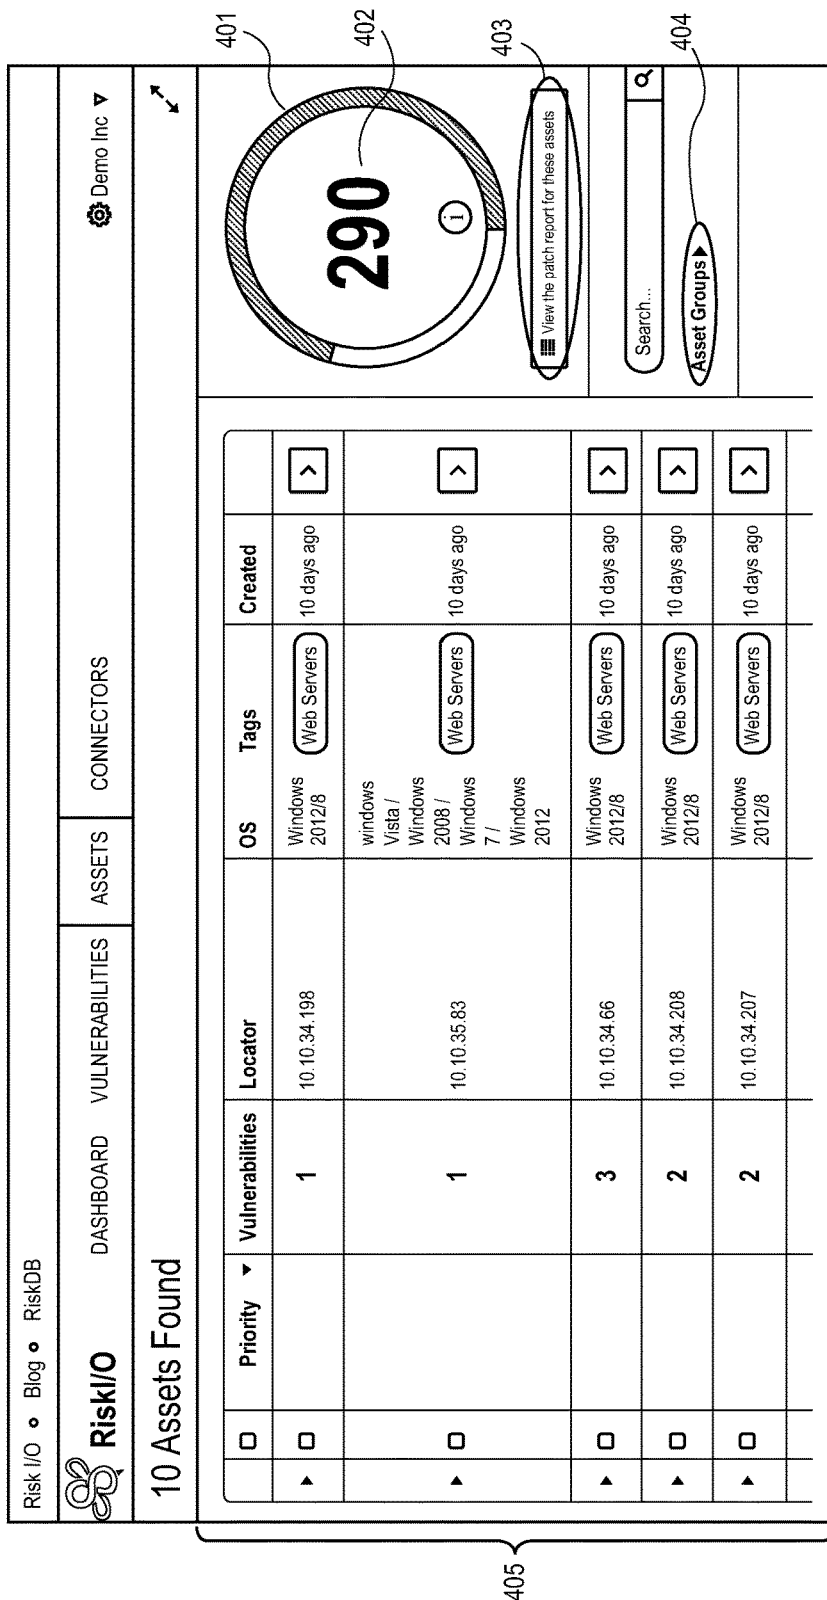 Risk I/O • Blog • RiskDB
RiskI/O DASHBOARD VULNERABILITIES ASSETS CONNECTORS Demo Inc
10 Assets Found
Priority Vulnerabilities Locator OS Tags Created
1 10.10.34.198 Windows 2012/8 Web Servers 10 days ago >
1 10.10.35.83 windows Vista / Windows 2008 / Windows 7 / Windows 2012 Web Servers 10 days ago >
3 10.10.34.66 Windows 2012/8 Web Servers 10 days ago >
2 10.10.34.208 Windows 2012/8 Web Servers 10 days ago >
2 10.10.34.207 Windows 2012/8 Web Servers 10 days ago >
290
i
View the patch report for these assets
Search...
Asset Groups
401
402
403
404
405